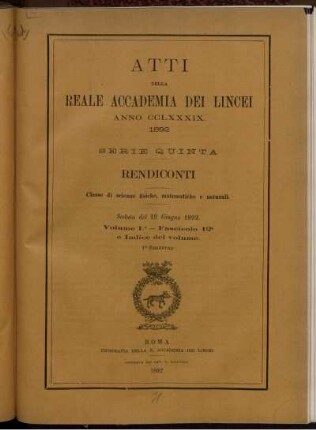 ATTI
DELLA
REALE ACCADEMIA DEI LINCEI
ANNO CCLXXXIX.
1892
SERIE QUINTA
RENDICONTI
Classe di scienze fisiche, matematiche e naturali.
Seduta del 19 Giugno 1892.
Volume I.° — Fascicolo 12°
e Indice del volume.
1° Semestre
ROMA
TIPOGRAFIA DELLA R. ACCADEMIA DEI LINCEI
1892